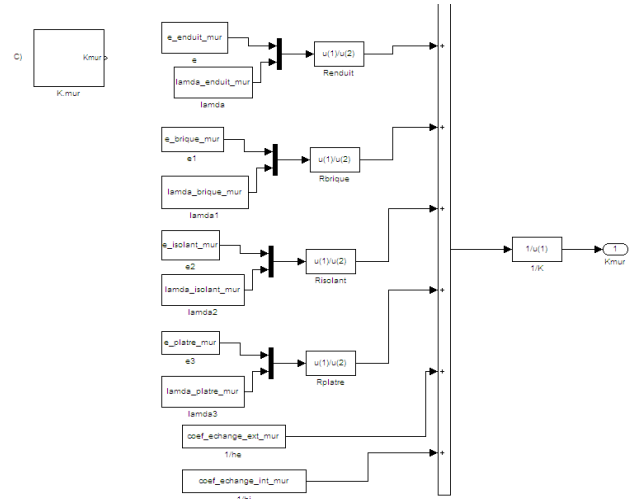 C)
Kmur
K.mur
e_enduit_mur
e
lamda_enduit_mur
lamda
u(1)/u(2)
Renduit
+
e_brique_mur
e1
lamda_brique_mur
lamda1
u(1)/u(2)
Rbrique
+
e_isolant_mur
e2
lamda_isolant_mur
lamda2
u(1)/u(2)
Risolant
+
e_platre_mur
e3
lamda_platre_mur
lamda3
u(1)/u(2)
Rplatre
+
coef_echange_ext_mur
1/he
+
coef_echange_int_mur
+
1/u(1)
1/K
1
Kmur